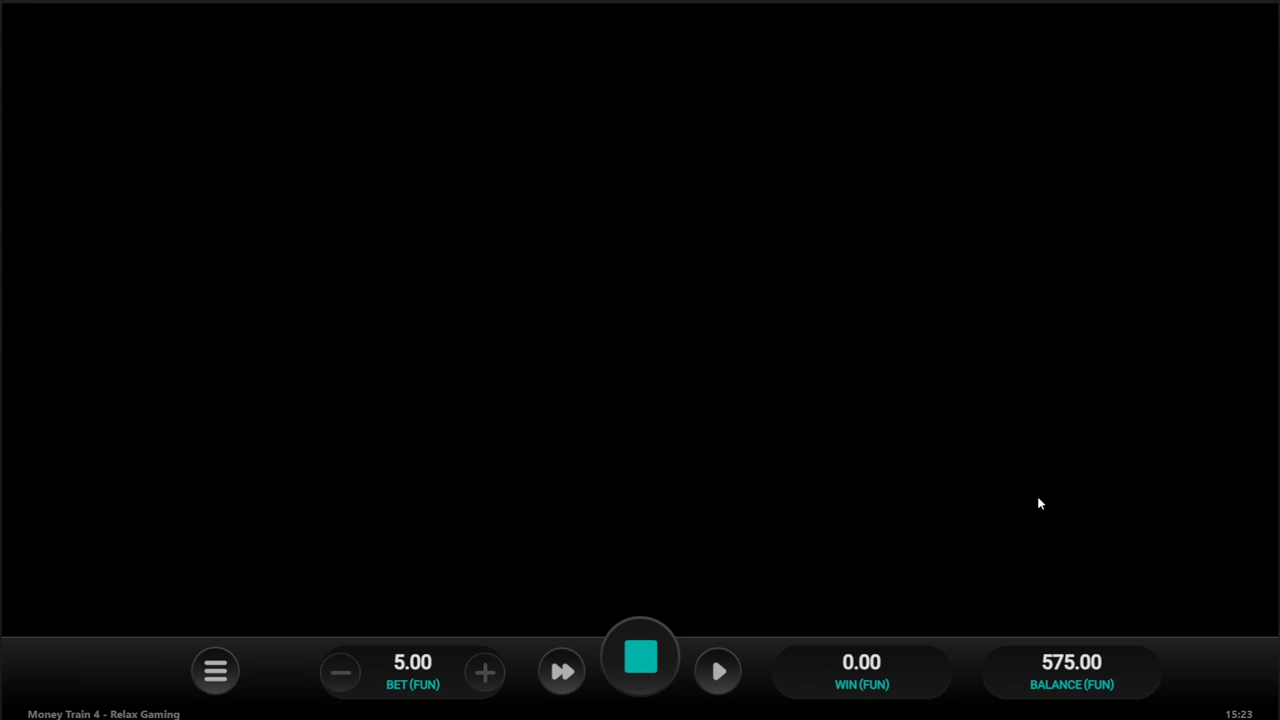 5.00
BET (FUN)
0.00
WIN (FUN)
575.00
BALANCE (FUN)
Money Train 4 - Relax Gaming
15:23